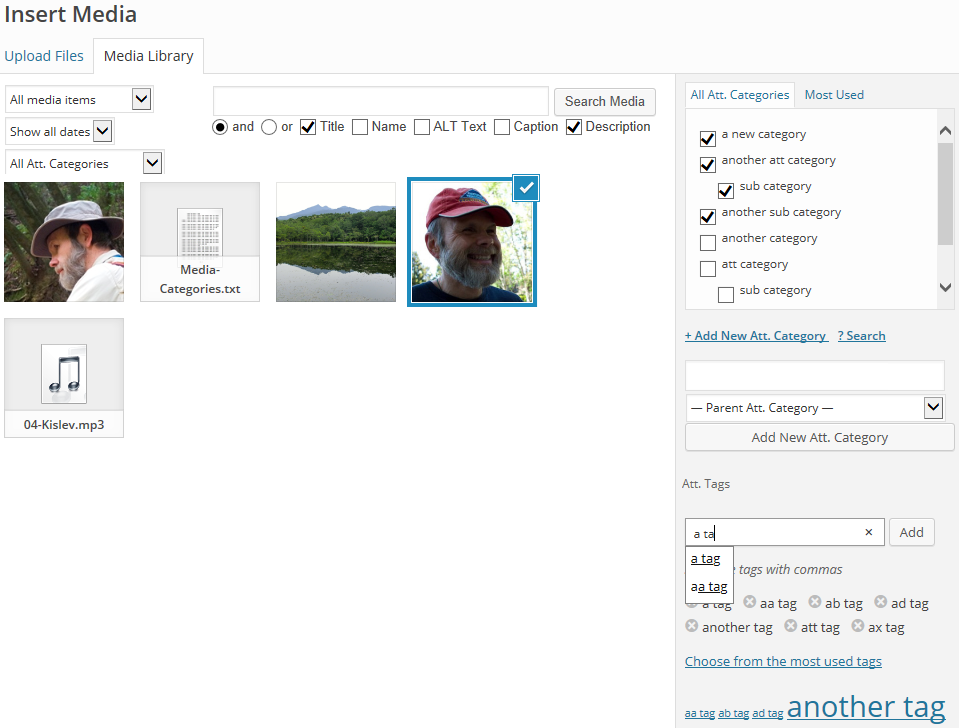 Insert Media
Upload Files
Media Library
All media items
Show all dates
All Att. Categories
Search Media
and or Title Name ALT Text Caption Description
Media-
Categories.txt
04-Kislev.mp3
All Att. Categories Most Used
a new category
another att category
sub category
another sub category
another category
att category
sub category
+ Add New Att. Category ? Search
— Parent Att. Category —
Add New Att. Category
Att. Tags
a ta × Add
a tag
aa tag
tags with commas
a tag aa tag ab tag ad tag
another tag att tag ax tag
Choose from the most used tags
aa tag ab tag ad tag another tag